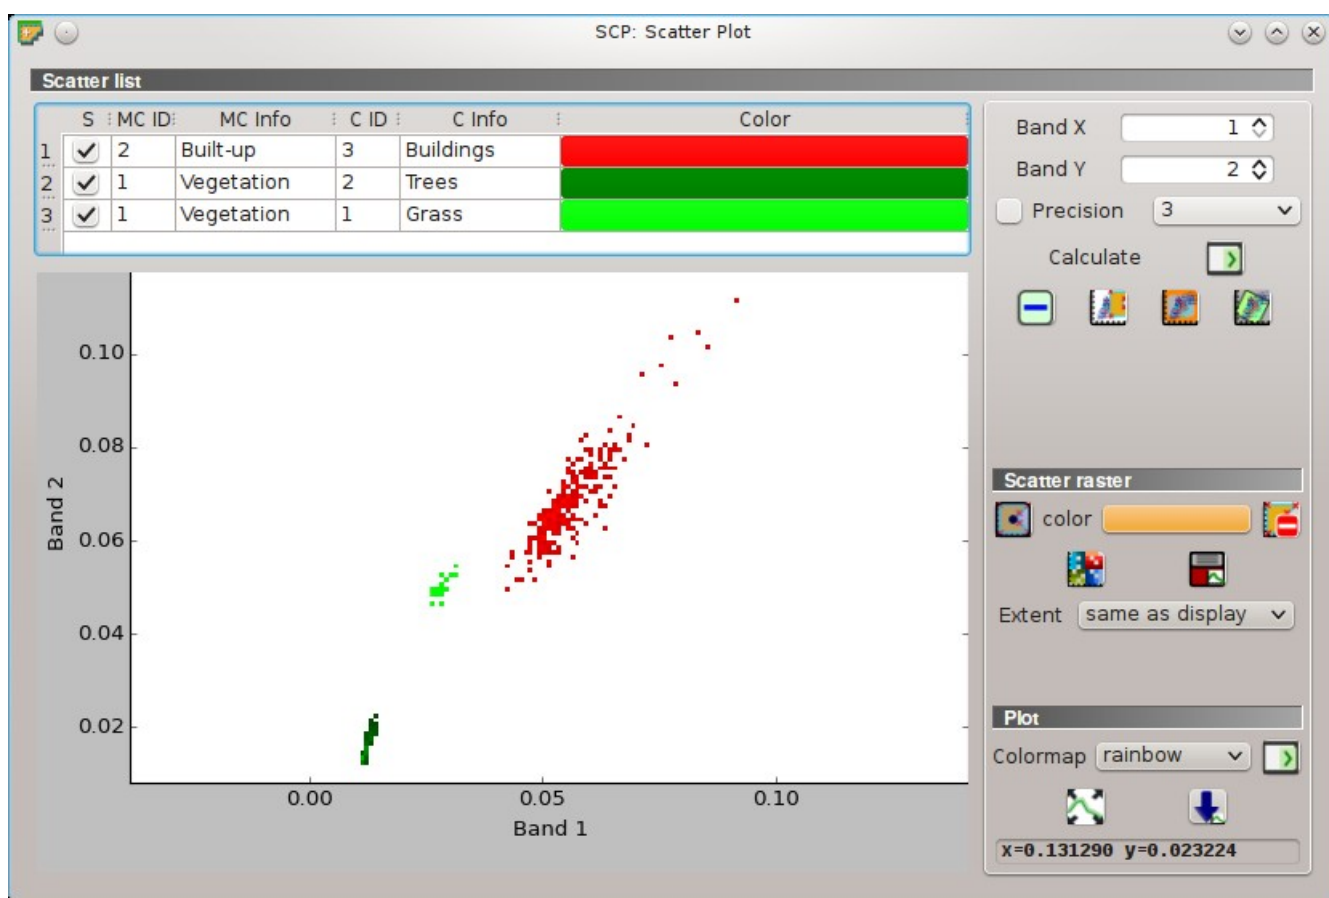 SCP: Scatter Plot
Scatter list
S MC ID MC Info C ID C Info Color
1 2 Built-up 3 Buildings
2 1 Vegetation 2 Trees
3 1 Vegetation 1 Grass
Band X 1
Band Y 2
Precision 3
Calculate
0.10
0.08
0.06
0.04
0.02
Band 2
0.00 0.05 0.10
Band 1
Scatter raster
color
Extent same as display
Plot
Colormap rainbow
x=0.131290 y=0.023224